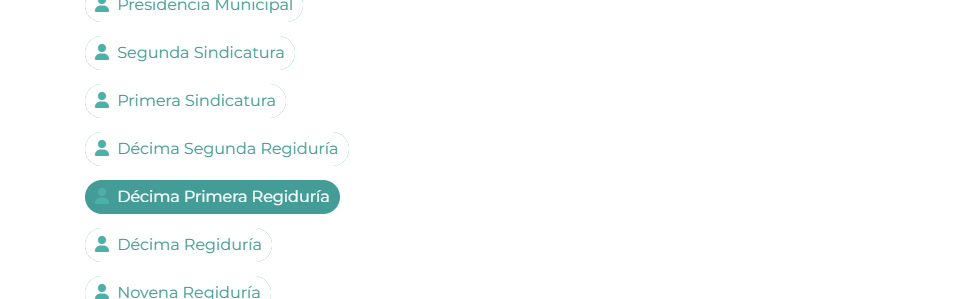 Presidencia Municipal
Segunda Sindicatura
Primera Sindicatura
Décima Segunda Regiduría
Décima Primera Regiduría
Décima Regiduría
Novena Regiduría